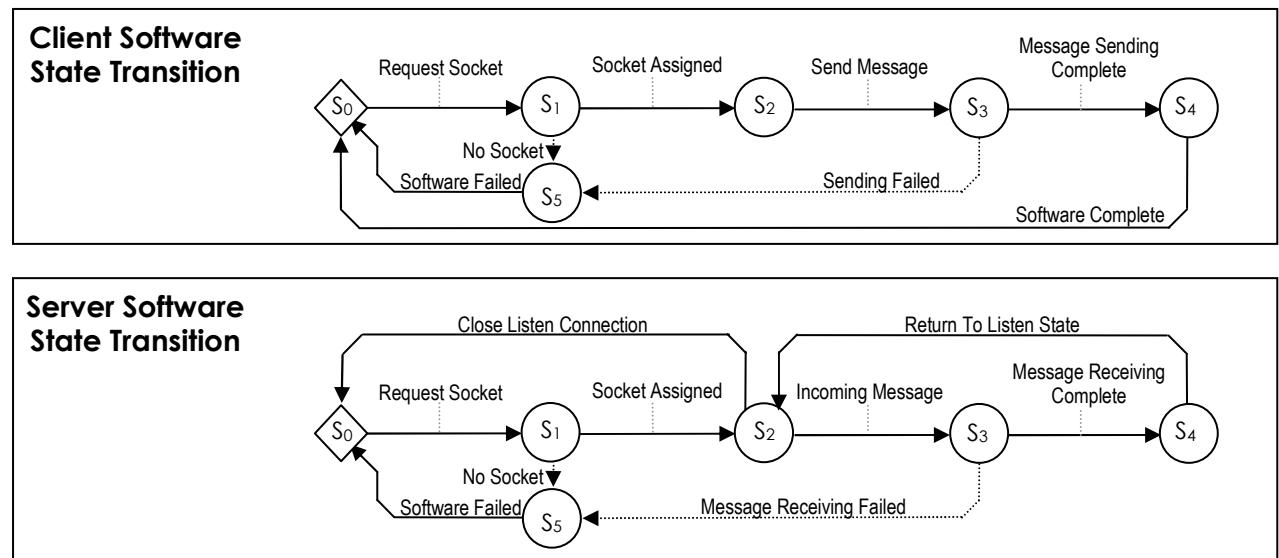 Client Software
State Transition
Message Sending
Complete
Request Socket
Socket Assigned
Send Message
S0
S1
S2
S3
S4
No Socket
Software Failed
S5
Sending Failed
Software Complete
Server Software
State Transition
Close Listen Connection
Return To Listen State
Message Receiving
Complete
Request Socket
Socket Assigned
Incoming Message
S0
S1
S2
S3
S4
No Socket
Software Failed
S5
Message Receiving Failed